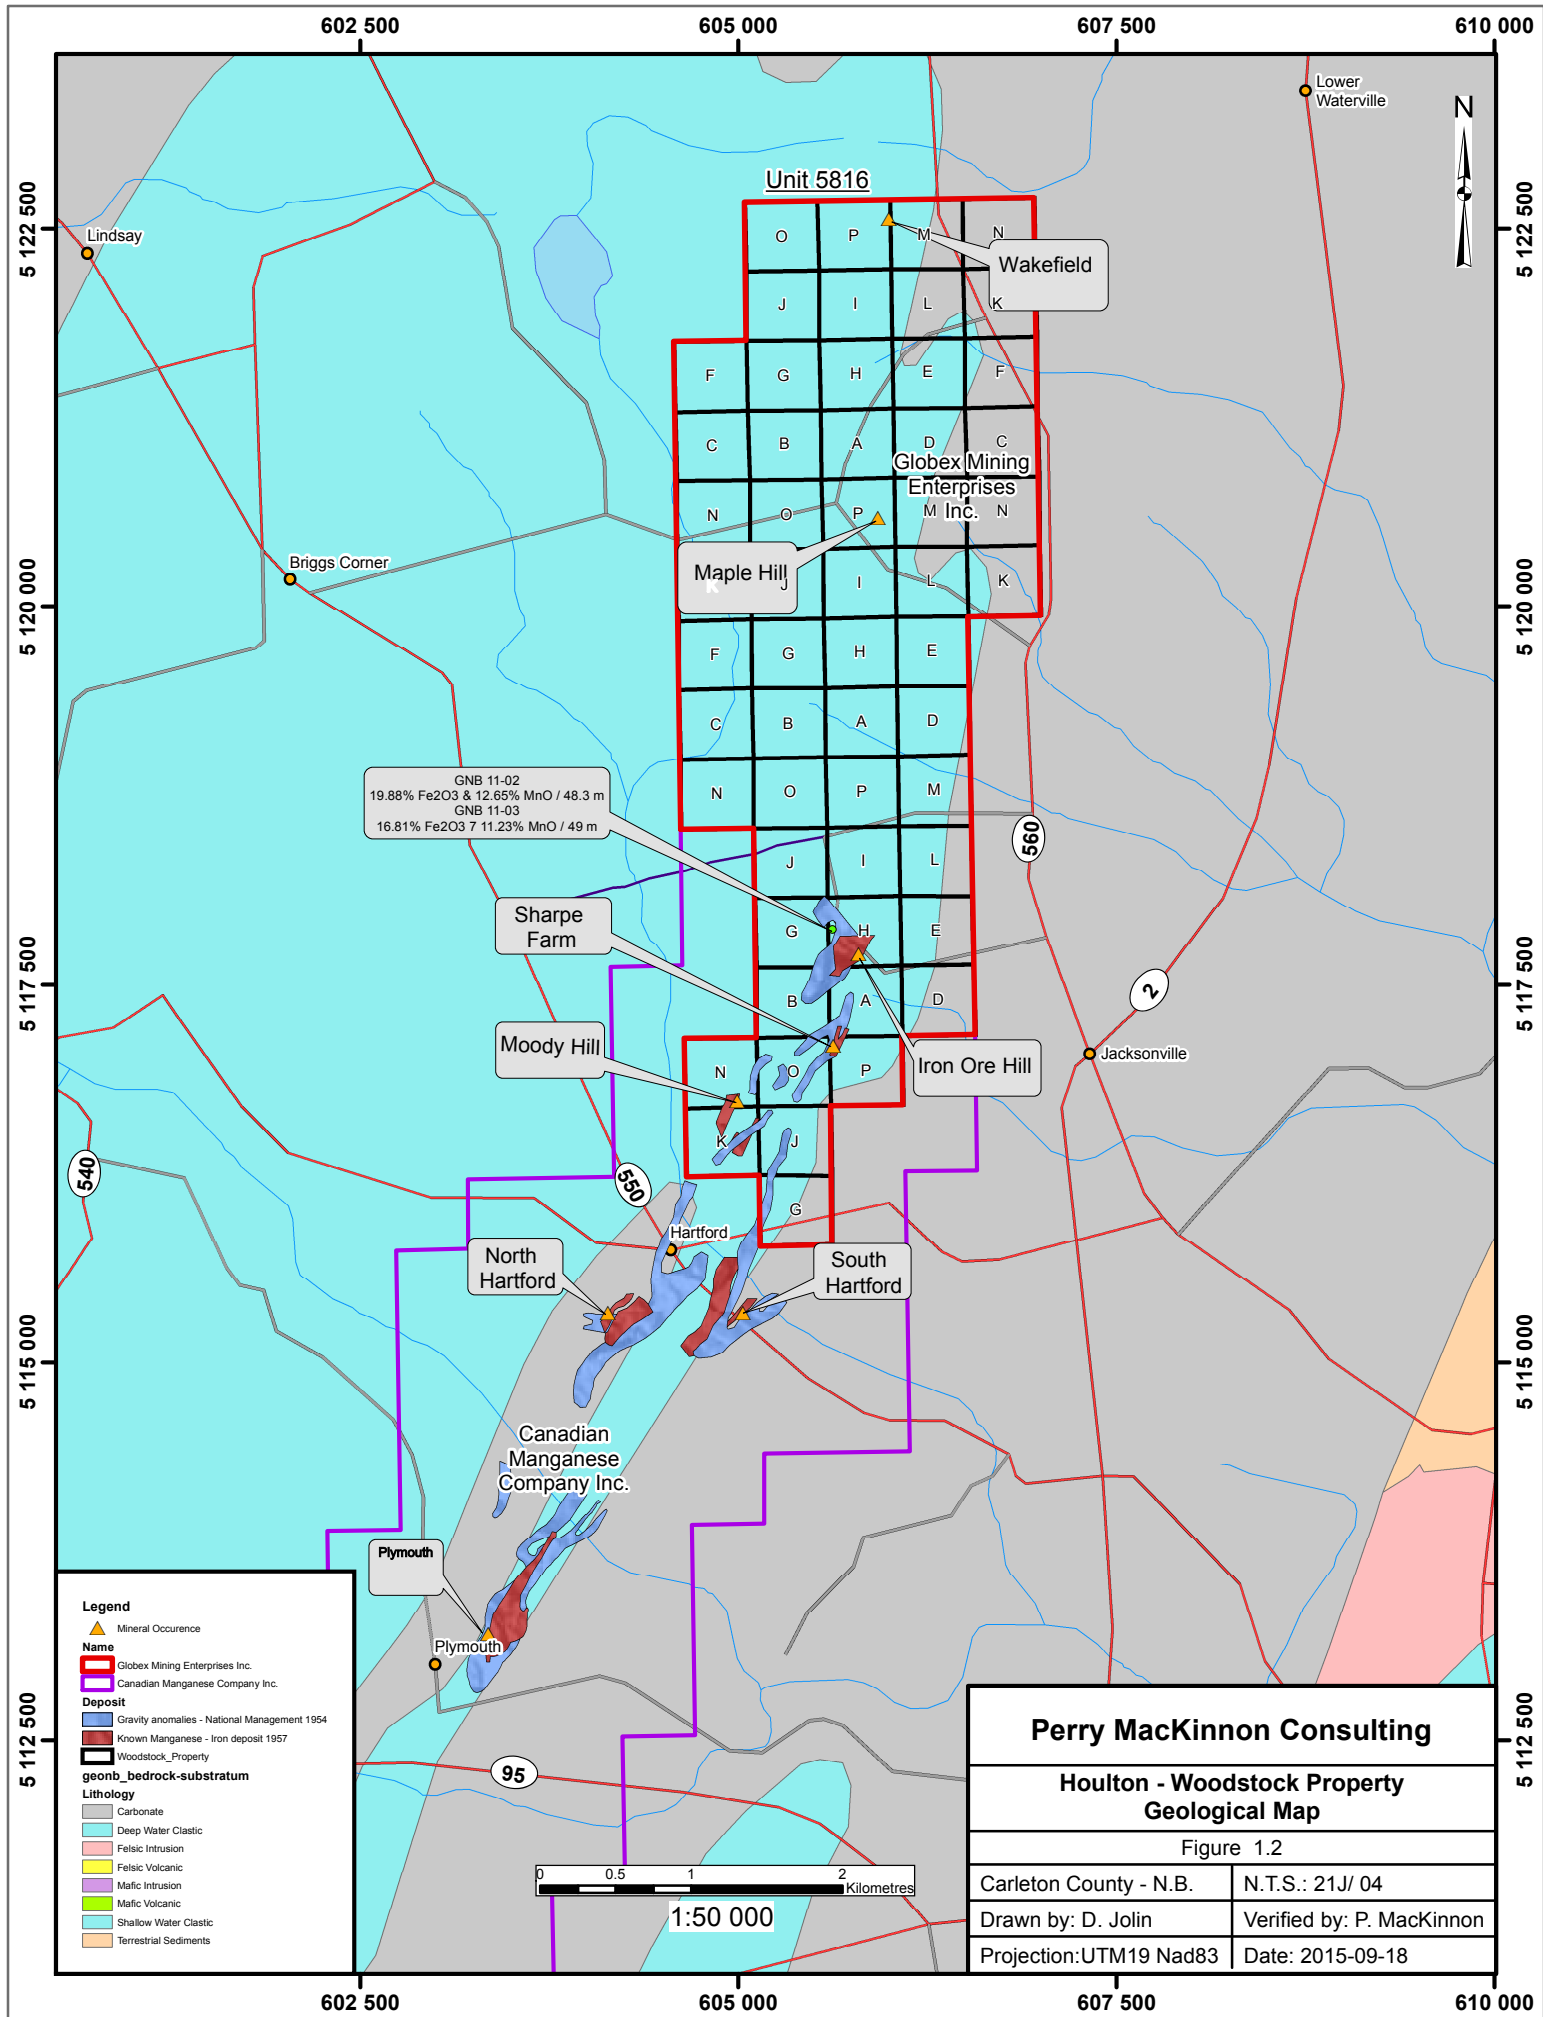 602 500
605 000
607 500
610 000
Lower
Waterville
N
Unit 5816
5 122 500
5 122 500
Lindsay
O
P
M
N
Wakefield
J
I
L
K
F
G
H
E
F
C
B
A
D
C
Globex Mining
Enterprises
Inc.
N
O
P
M
N
Briggs Corner
Maple Hill
K
J
I
L
K
5 120 000
5 120 000
F
G
H
E
C
B
A
D
GNB 11-02
19.88% Fe2O3 & 12.65% MnO / 48.3 m
GNB 11-03
16.81% Fe2O3 7 11.23% MnO / 49 m
N
O
P
M
560
J
I
L
Sharpe
Farm
G
H
E
5 117 500
5 117 500
B
A
D
2
Moody Hill
Jacksonville
Iron Ore Hill
N
O
P
K
J
540
550
G
Hartford
North
Hartford
South
Hartford
5 115 000
5 115 000
Canadian
Manganese
Company Inc.
Plymouth
Plymouth
5 112 500
5 112 500
95
Legend
Mineral Occurence
Name
Globex Mining Enterprises Inc.
Canadian Manganese Company Inc.
Deposit
Gravity anomalies - National Management 1954
Known Manganese - Iron deposit 1957
Woodstock_Property
geonb_bedrock-substratum
Lithology
Carbonate
Deep Water Clastic
Felsic Intrusion
Felsic Volcanic
Mafic Intrusion
Mafic Volcanic
Shallow Water Clastic
Terrestrial Sediments
0 0.5 1 2
Kilometres
1:50 000
Perry MacKinnon Consulting
Houlton - Woodstock Property
Geological Map
Figure 1.2
Carleton County - N.B.
N.T.S.: 21J/ 04
Drawn by: D. Jolin
Verified by: P. MacKinnon
Projection:UTM19 Nad83
Date: 2015-09-18
602 500
605 000
607 500
610 000